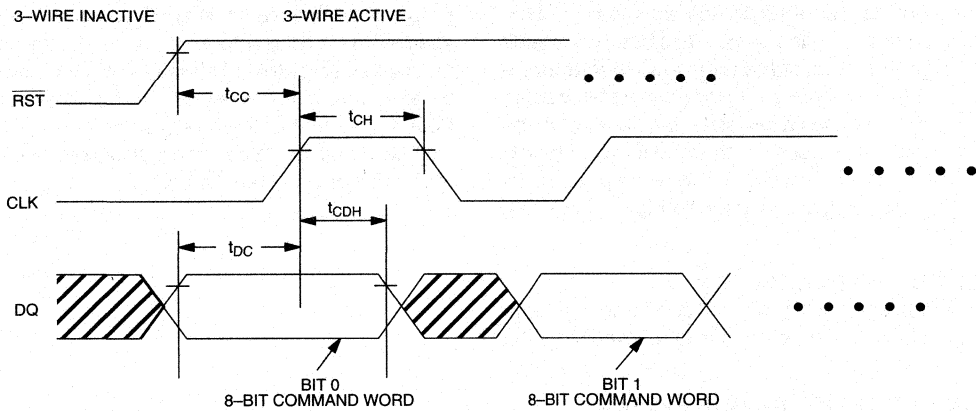 3–WIRE INACTIVE
3–WIRE ACTIVE
RST
tCC
tCH
CLK
tCDH
tDC
DQ
BIT 0
8–BIT COMMAND WORD
BIT 1
8–BIT COMMAND WORD